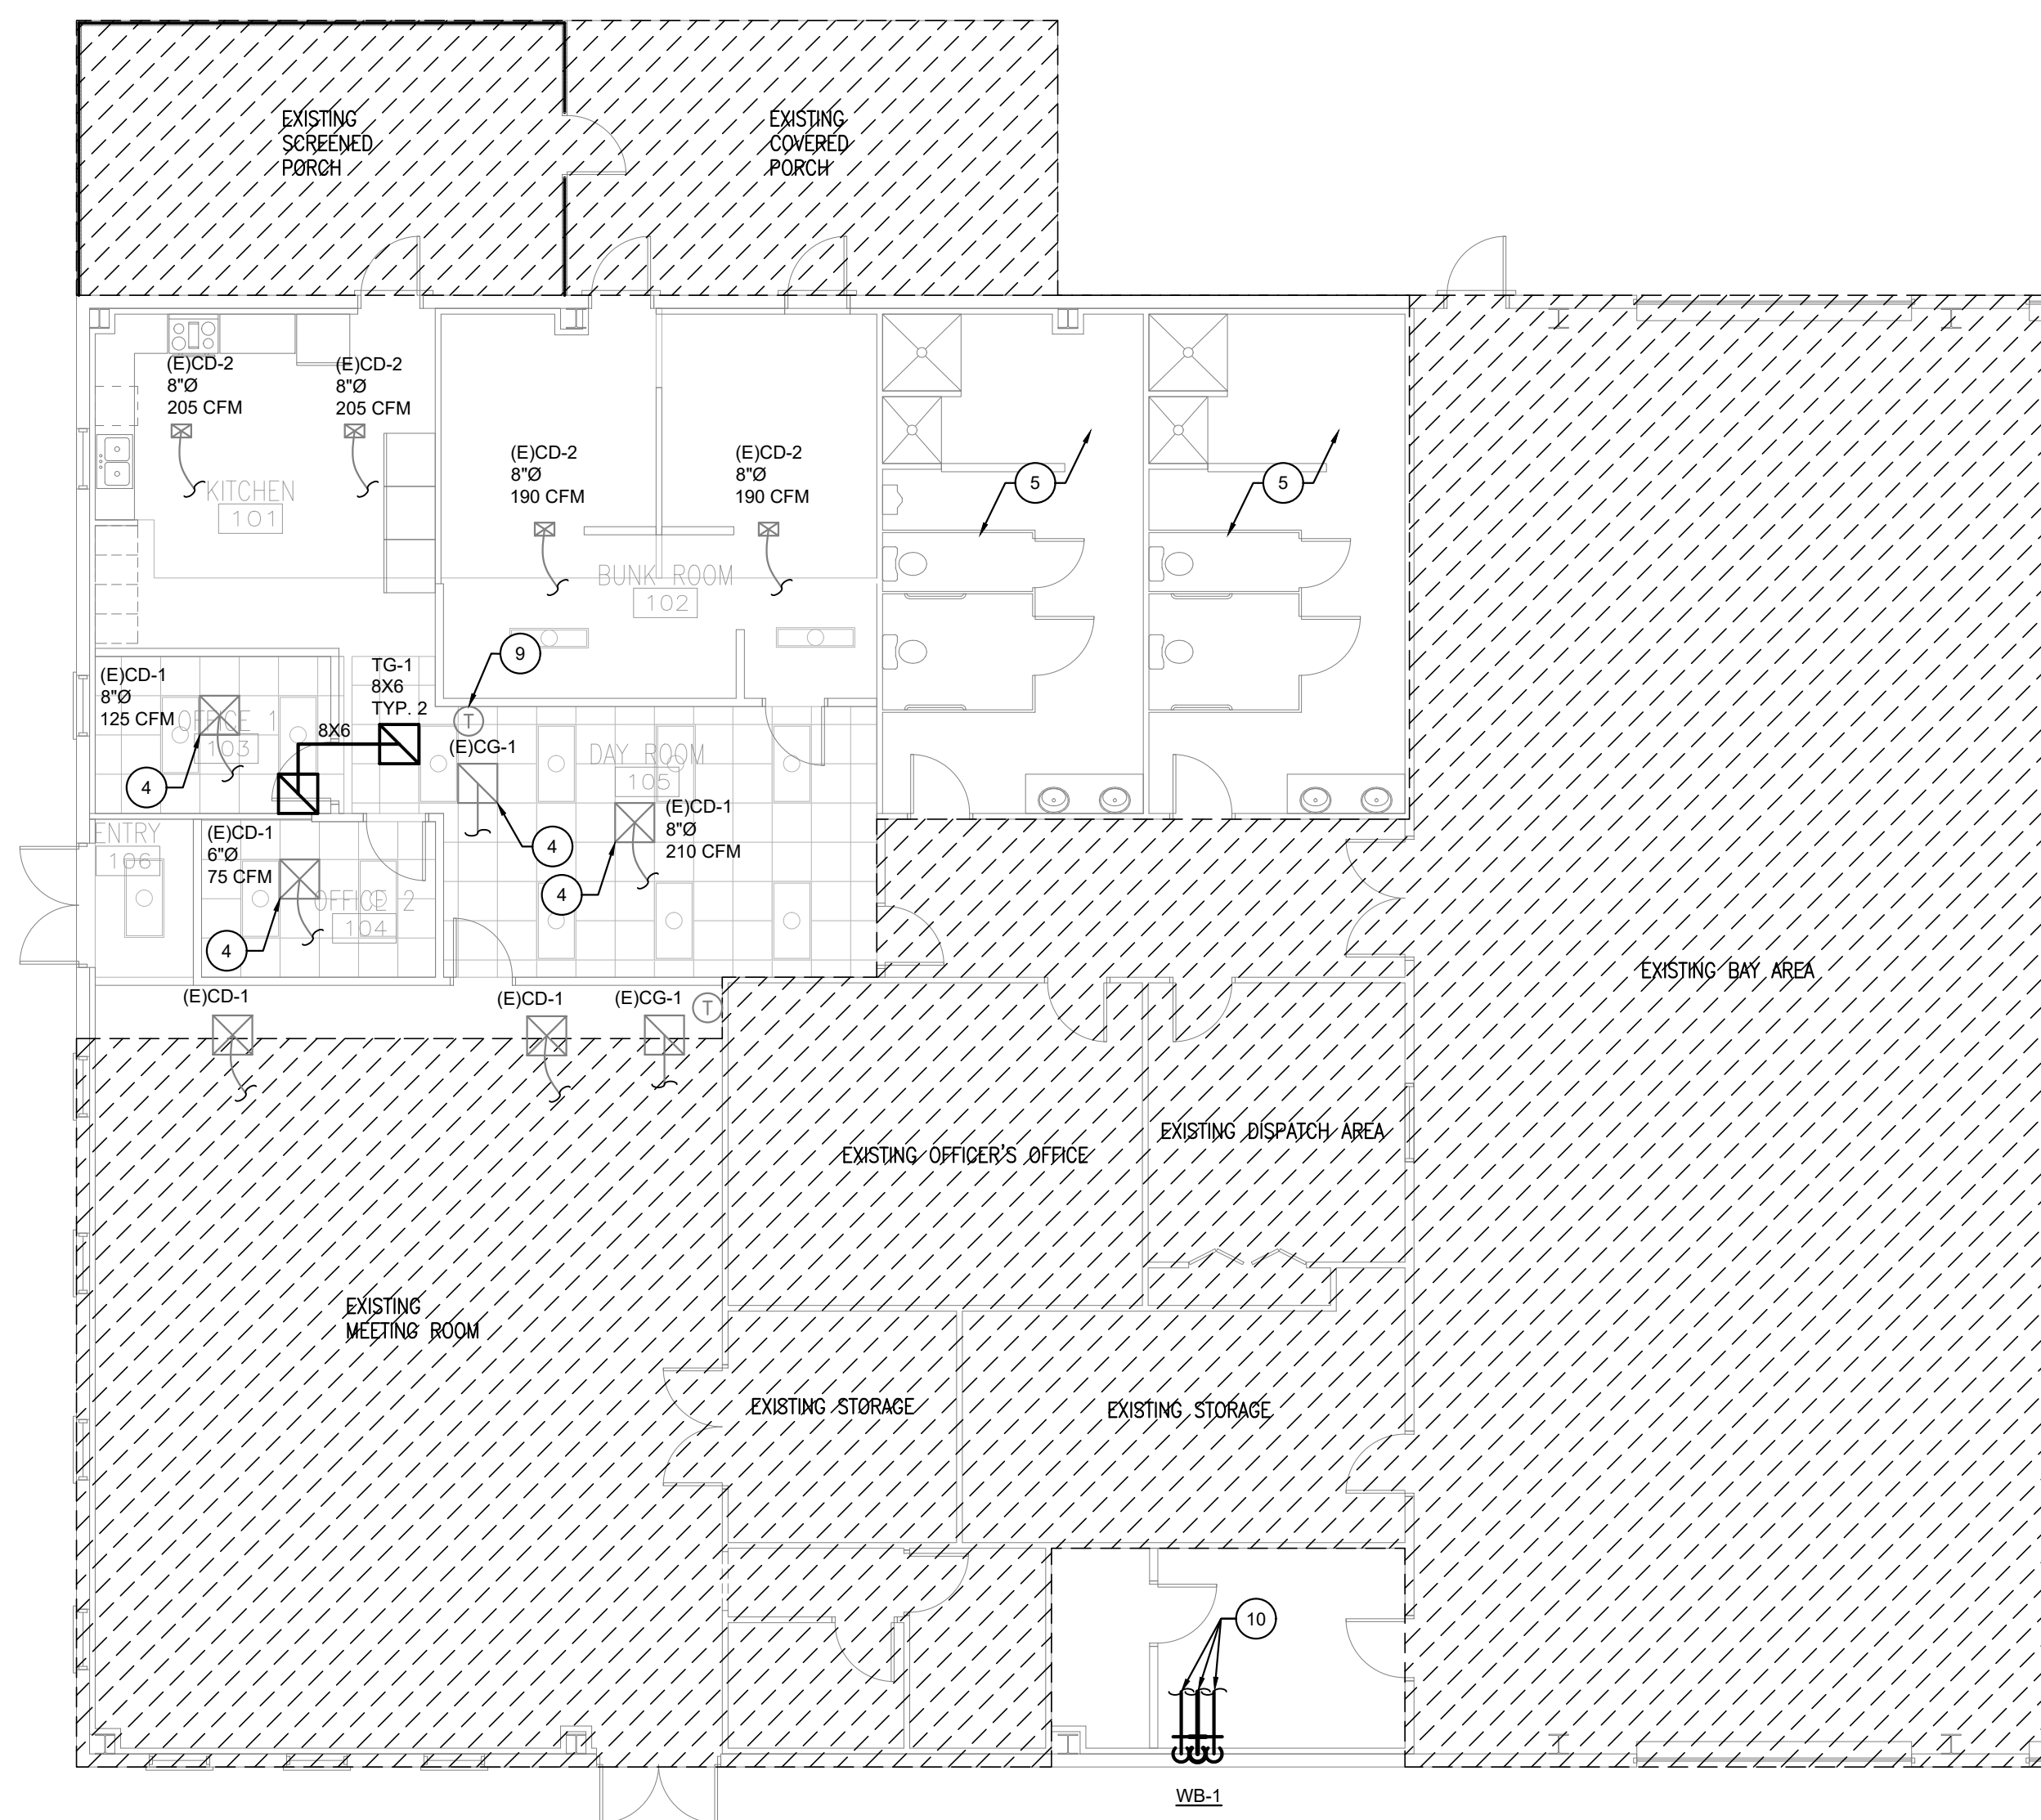 EXISTING
SCREENED
PORCH
EXISTING
COVERED
PORCH
(E)CD-2
8"Ø
205 CFM
(E)CD-2
8"Ø
205 CFM
(E)CD-2
8"Ø
190 CFM
(E)CD-2
8"Ø
190 CFM
5
5
KITCHEN
101
BUNK ROOM
102
9
(E)CD-1
8"Ø
125 CFM
OFFICE 1
103
TG-1
8X6
TYP. 2
8X6
T
(E)CG-1
DAY ROOM
105
4
(E)CD-1
8"Ø
210 CFM
4
4
ENTRY
106
(E)CD-1
6"Ø
75 CFM
OFFICE 2
104
4
(E)CD-1
(E)CD-1
(E)CG-1
T
EXISTING BAY AREA
EXISTING OFFICER'S OFFICE
EXISTING DISPATCH AREA
EXISTING
MEETING ROOM
EXISTING STORAGE
EXISTING STORAGE
10
WB-1